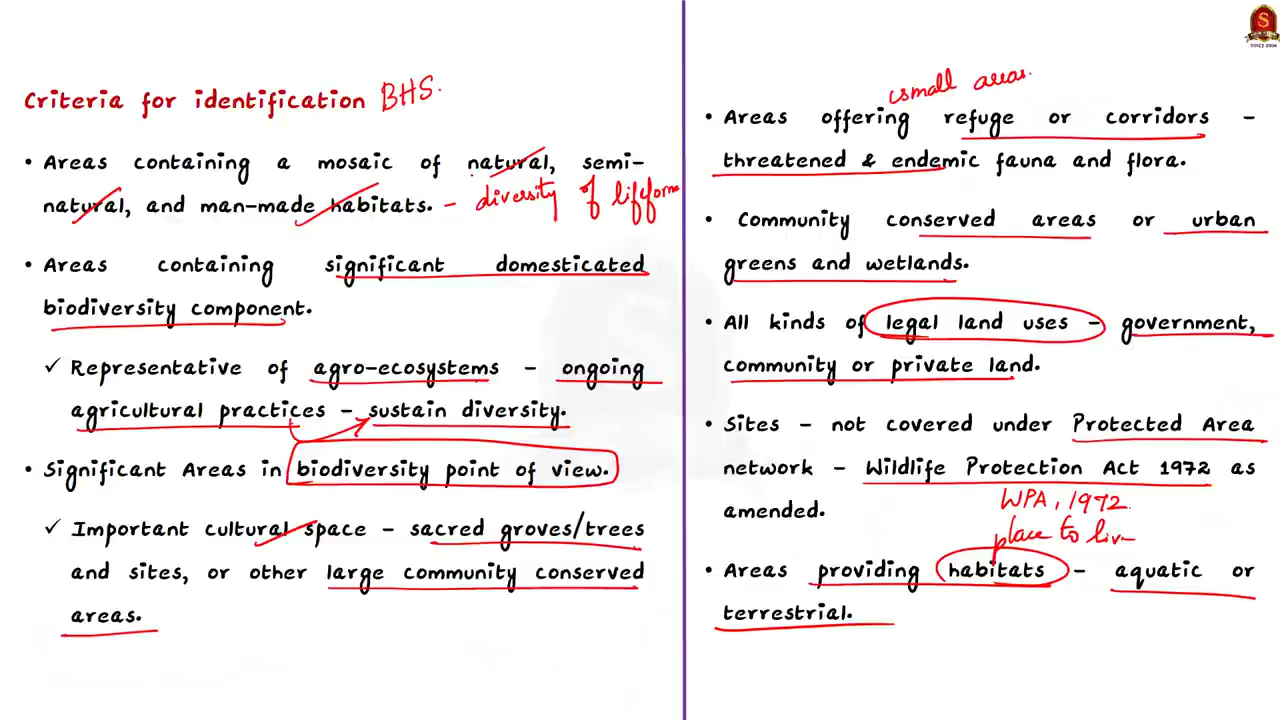 Criteria for identification BHS.
• Areas containing a mosaic of natural, semi-
natural, and man-made habitats. - diversity of lifeforms
• Areas containing significant domesticated
biodiversity component.
✓ Representative of agro-ecosystems - ongoing
agricultural practices - sustain diversity.
• Significant Areas in biodiversity point of view.
✓ Important cultural space - sacred groves/trees
and sites, or other large community conserved
areas.
S
SINCE 2004
small areas.
• Areas offering refuge or corridors -
threatened & endemic fauna and flora.
• Community conserved areas or urban
greens and wetlands.
• All kinds of legal land uses - government,
community or private land.
• Sites - not covered under Protected Area
network - Wildlife Protection Act 1972 as
amended.
WPA, 1972
place to live
• Areas providing habitats - aquatic or
terrestrial.